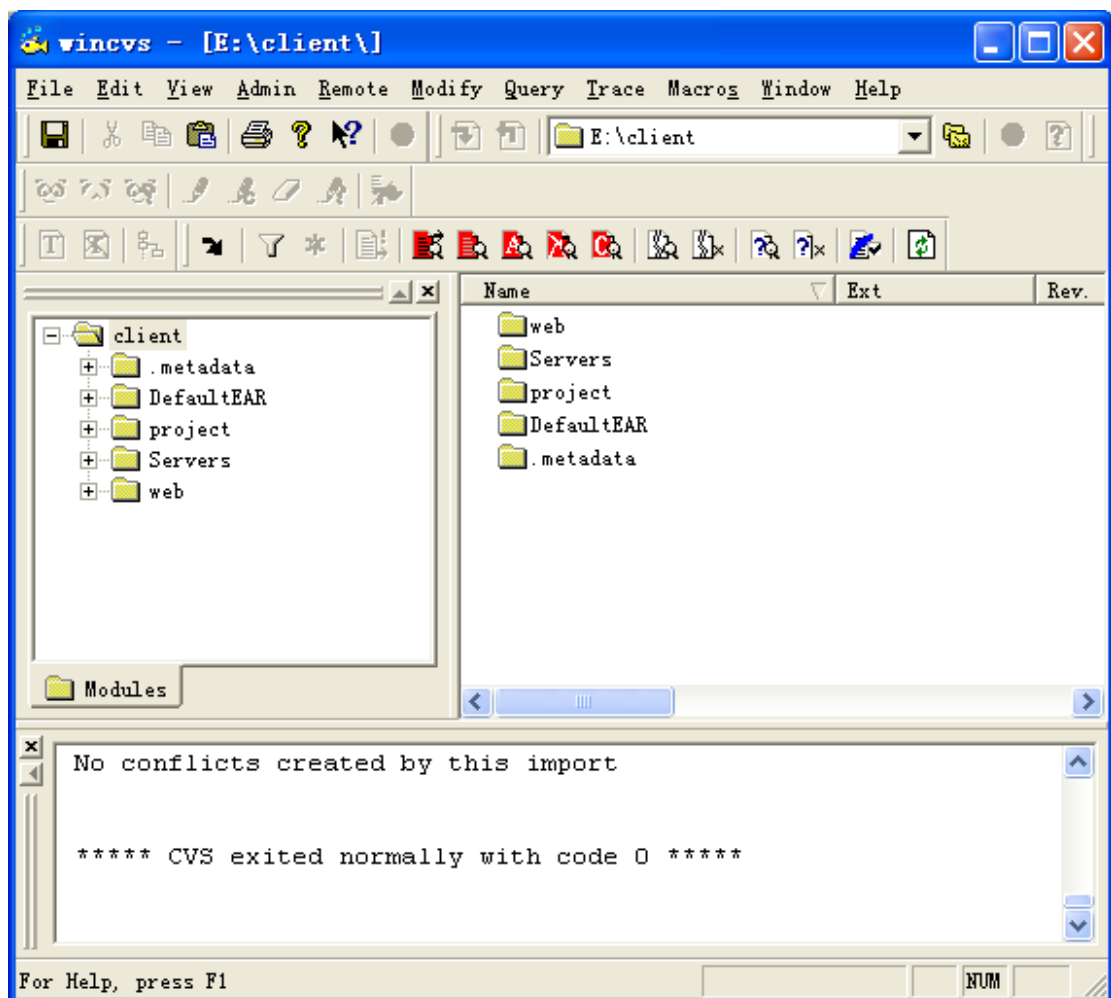 wincvs - [E:\client\]
File Edit View Admin Remote Modify Query Trace Macros Window Help
E:\client
Name Ext Rev.
client
.metadata
DefaultEAR
project
Servers
web
Modules
web
Servers
project
DefaultEAR
.metadata
No conflicts created by this import
***** CVS exited normally with code 0 *****
For Help, press F1 NUM